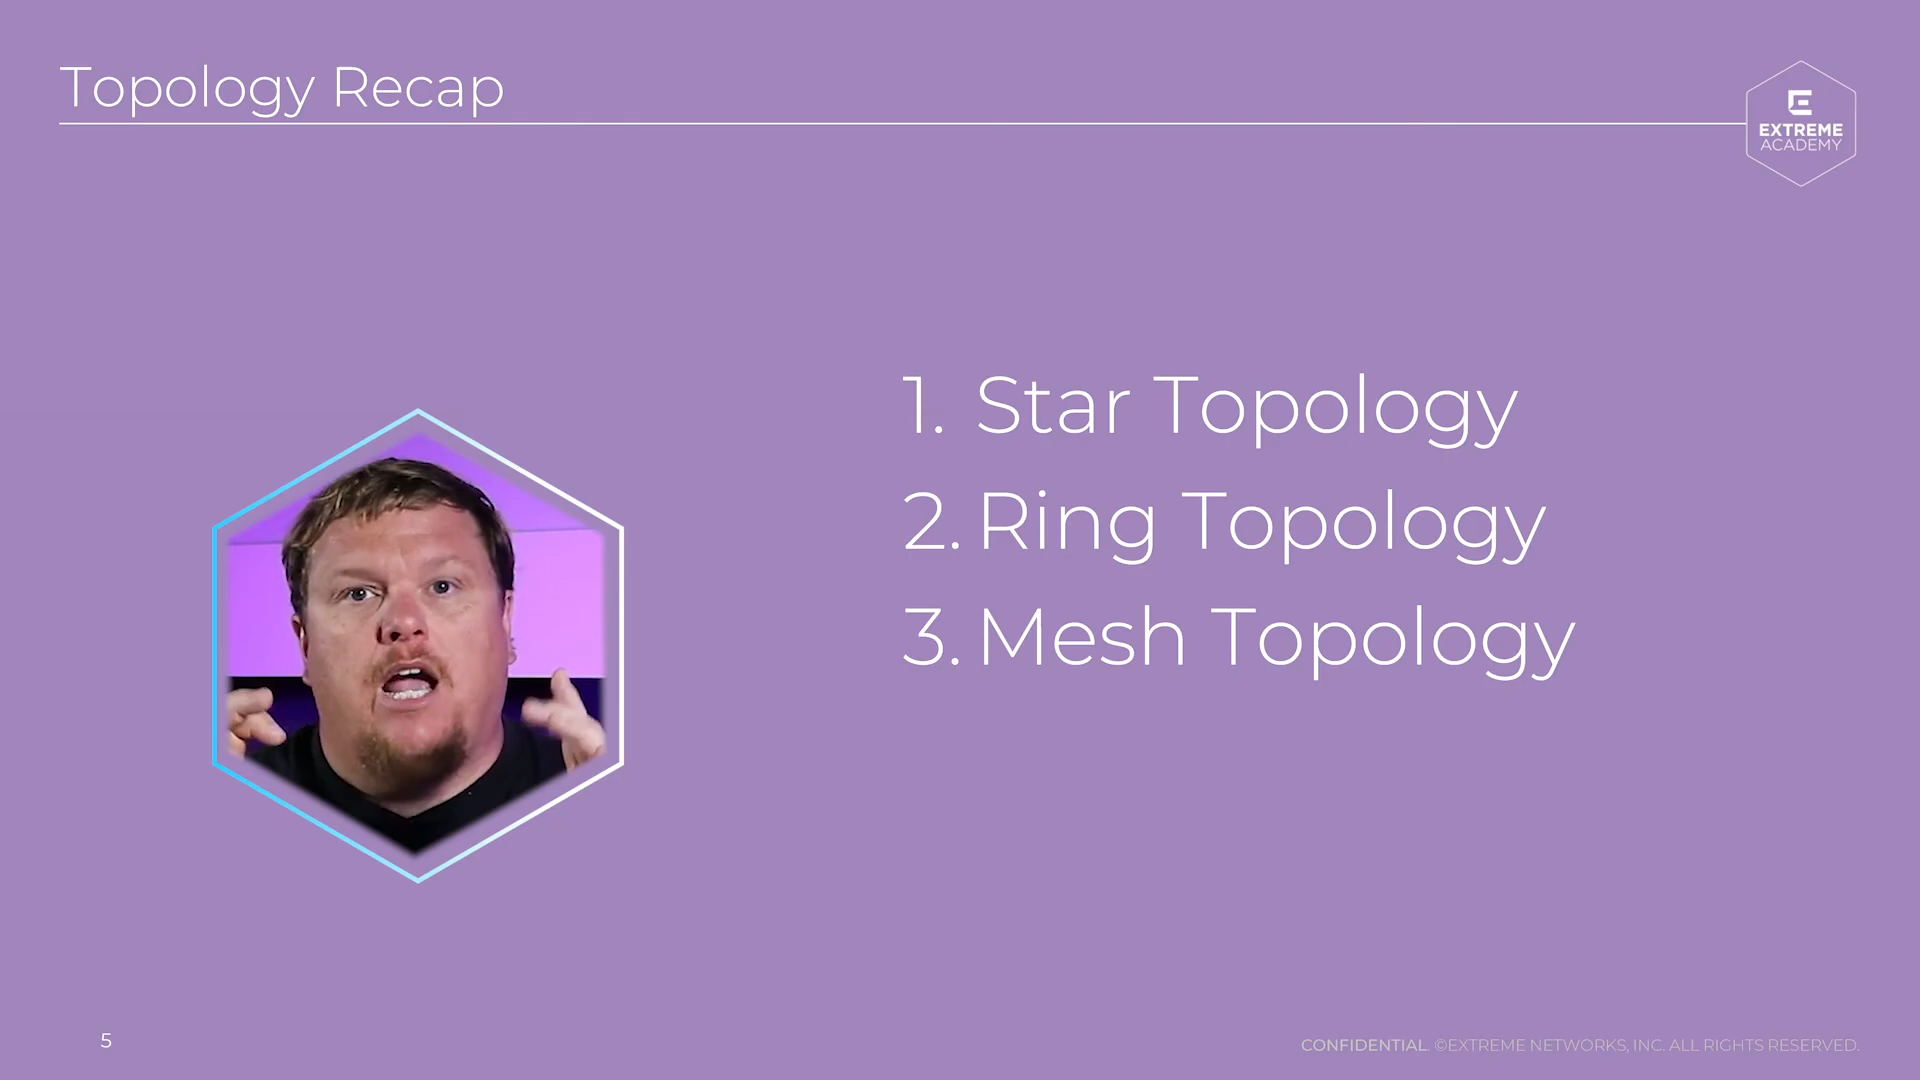 Topology Recap
E
EXTREME
ACADEMY
1. Star Topology
2. Ring Topology
3. Mesh Topology
5
CONFIDENTIAL. ©EXTREME NETWORKS, INC. ALL RIGHTS RESERVED.